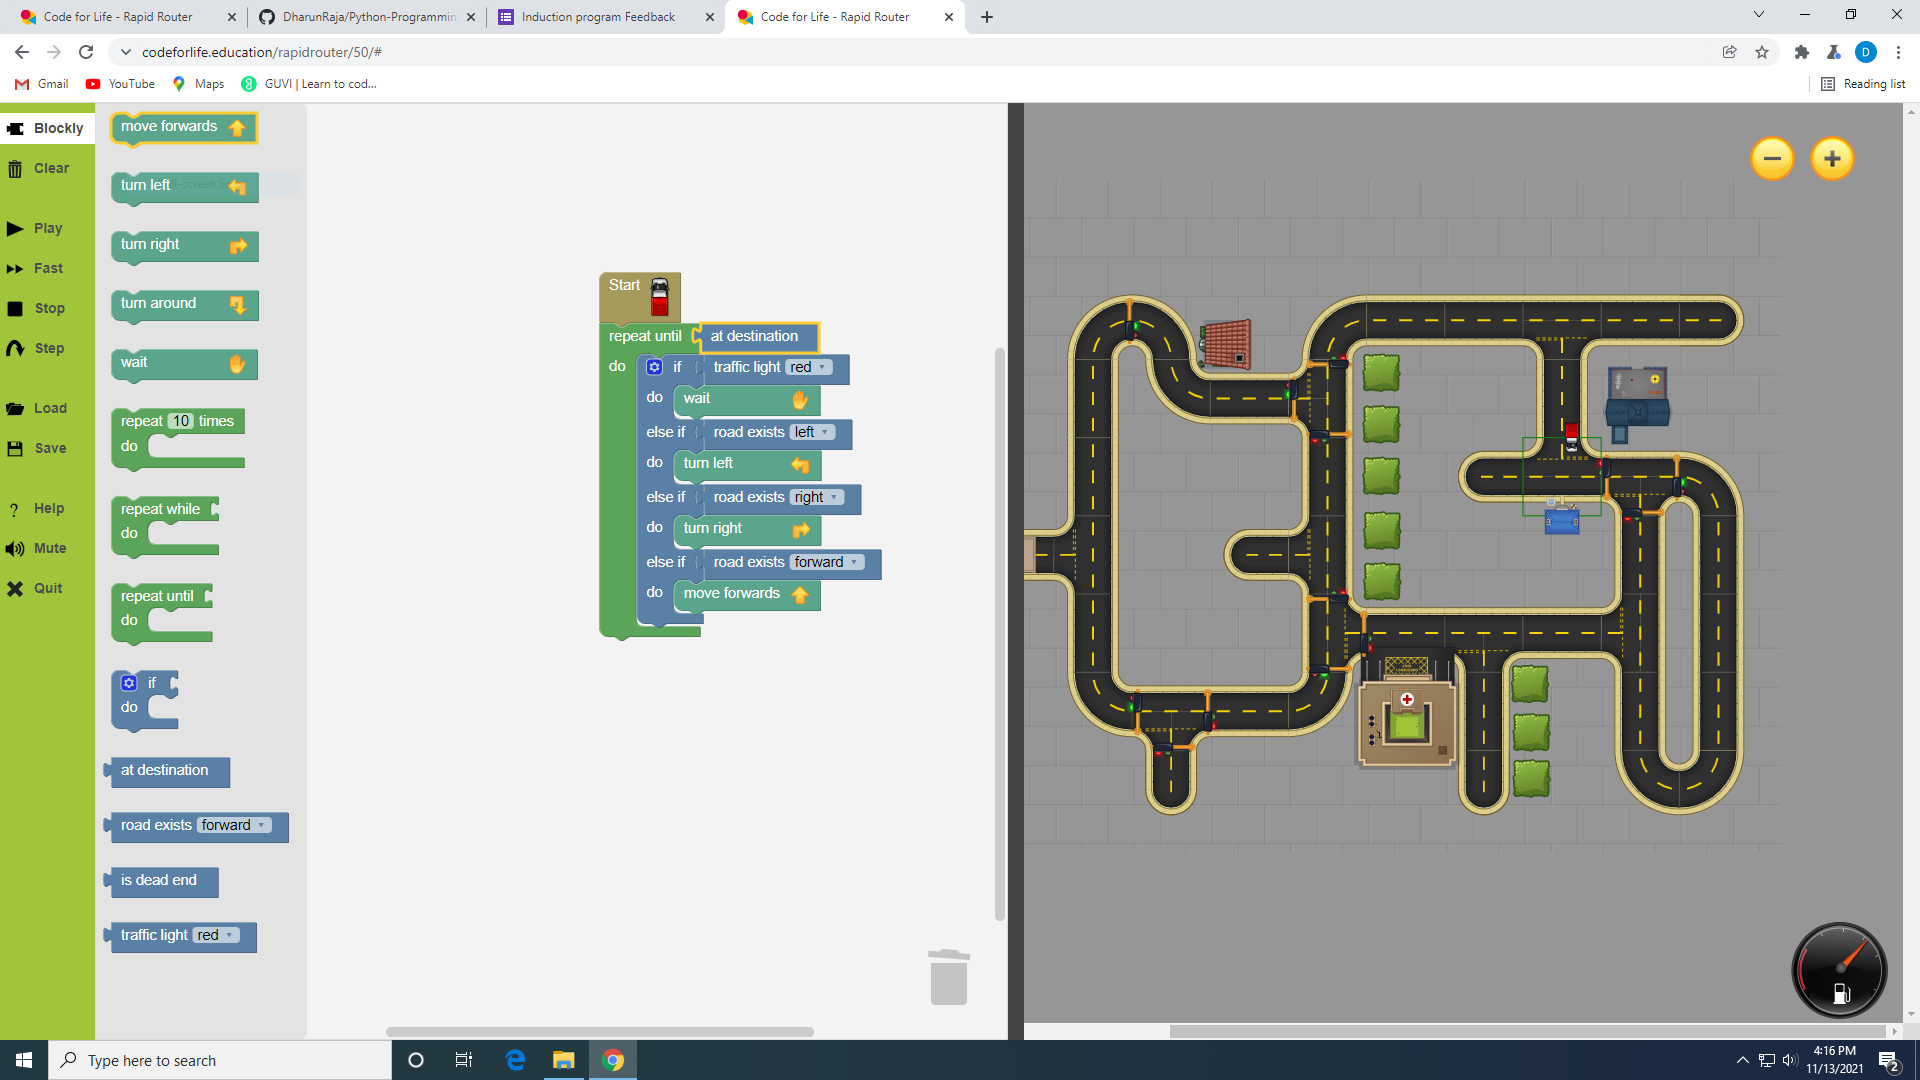 Code for Life - Rapid Router
DharunRaja/Python-Programmin
Induction program Feedback
Code for Life - Rapid Router
codeforlife.education/rapidrouter/50/#
D
Gmail
YouTube
Maps
GUVI | Learn to cod...
Reading list
Blockly
Clear
Play
Fast
Stop
Step
Load
Save
Help
Mute
Quit
move forwards
turn left
turn right
turn around
wait
repeat 10 times
do
repeat while
do
repeat until
do
if
do
at destination
road exists forward
is dead end
traffic light red
Start
repeat until at destination
do if traffic light red
do wait
else if road exists left
do turn left
else if road exists right
do turn right
else if road exists forward
do move forwards
Type here to search
4:16 PM
11/13/2021
2